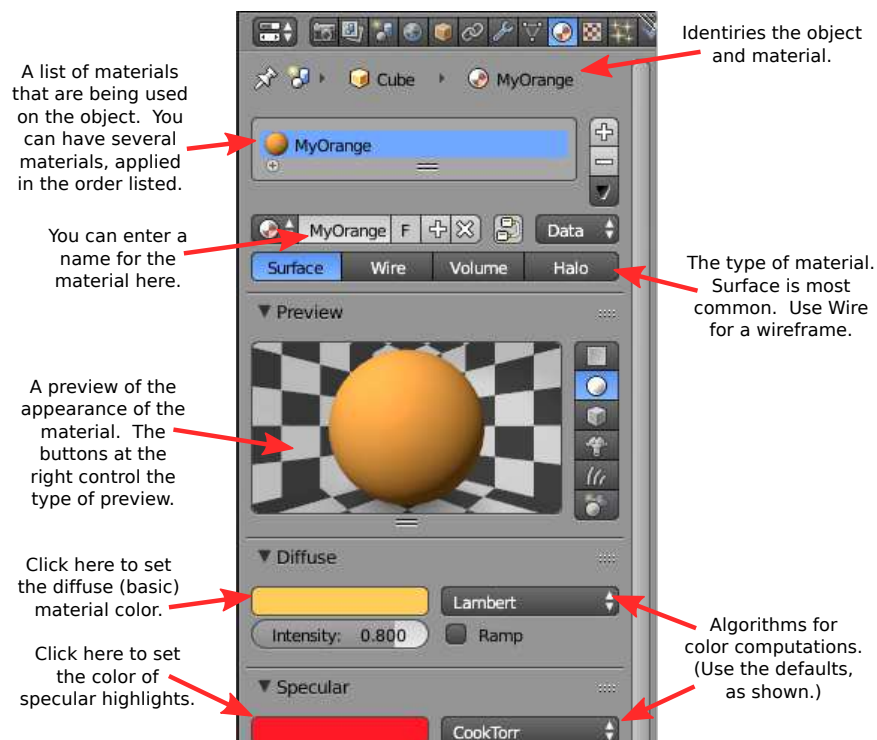 Identiries the object
and material.
Cube
MyOrange
A list of materials
that are being used
on the object. You
can have several
materials, applied
in the order listed.
MyOrange
You can enter a
name for the
material here.
MyOrange
F
Data
Surface
Wire
Volume
Halo
The type of material.
Surface is most
common. Use Wire
for a wireframe.
Preview
A preview of the
appearance of the
material. The
buttons at the
right control the
type of preview.
Diffuse
Click here to set
the diffuse (basic)
material color.
Lambert
Intensity: 0.800
Ramp
Algorithms for
color computations.
(Use the defaults,
as shown.)
Click here to set
the color of
specular highlights.
Specular
CookTorr